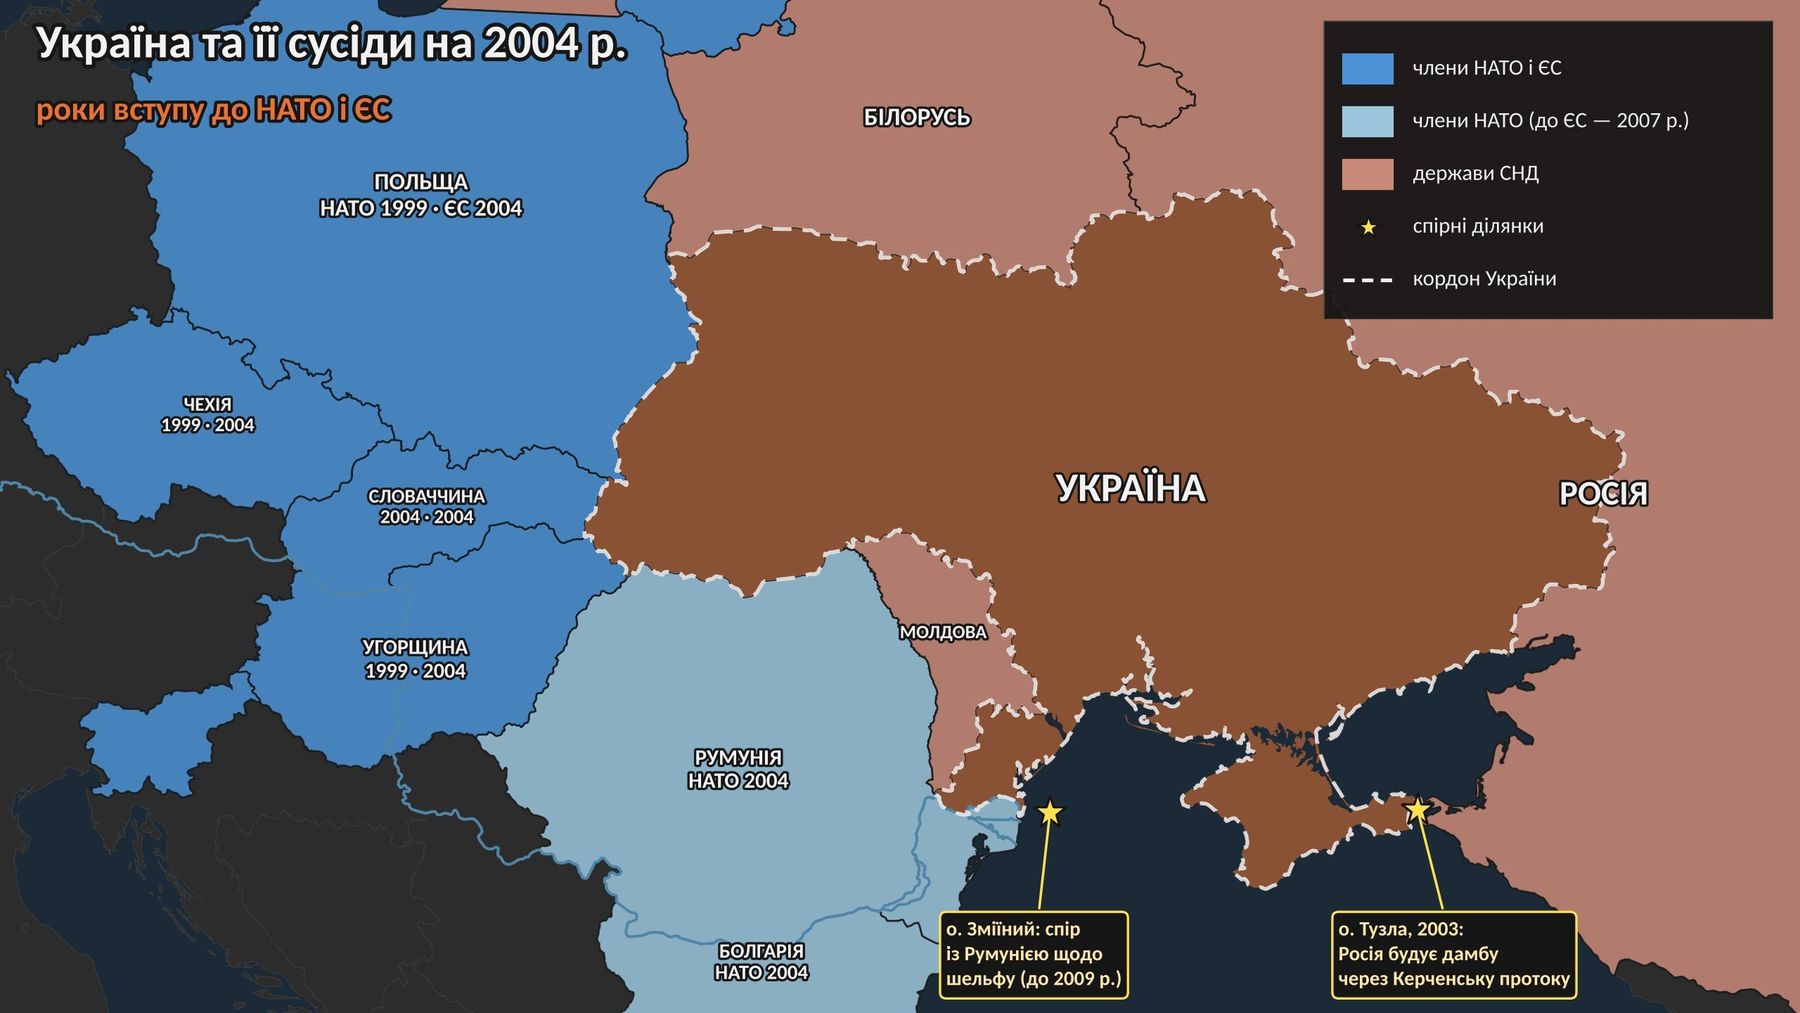 Україна та її сусіди на 2004 р.
роки вступу до НАТО і ЄС
члени НАТО і ЄС
члени НАТО (до ЄС — 2007 р.)
держави СНД
спірні ділянки
кордон України
БІЛОРУСЬ
ПОЛЬЩА
НАТО 1999 · ЄС 2004
ЧЕХІЯ
1999 · 2004
СЛОВАЧЧИНА
2004 · 2004
УКРАЇНА
РОСІЯ
МОЛДОВА
УГОРЩИНА
1999 · 2004
РУМУНІЯ
НАТО 2004
БОЛГАРІЯ
НАТО 2004
о. Зміїний: спір
із Румунією щодо
шельфу (до 2009 р.)
о. Тузла, 2003:
Росія будує дамбу
через Керченську протоку